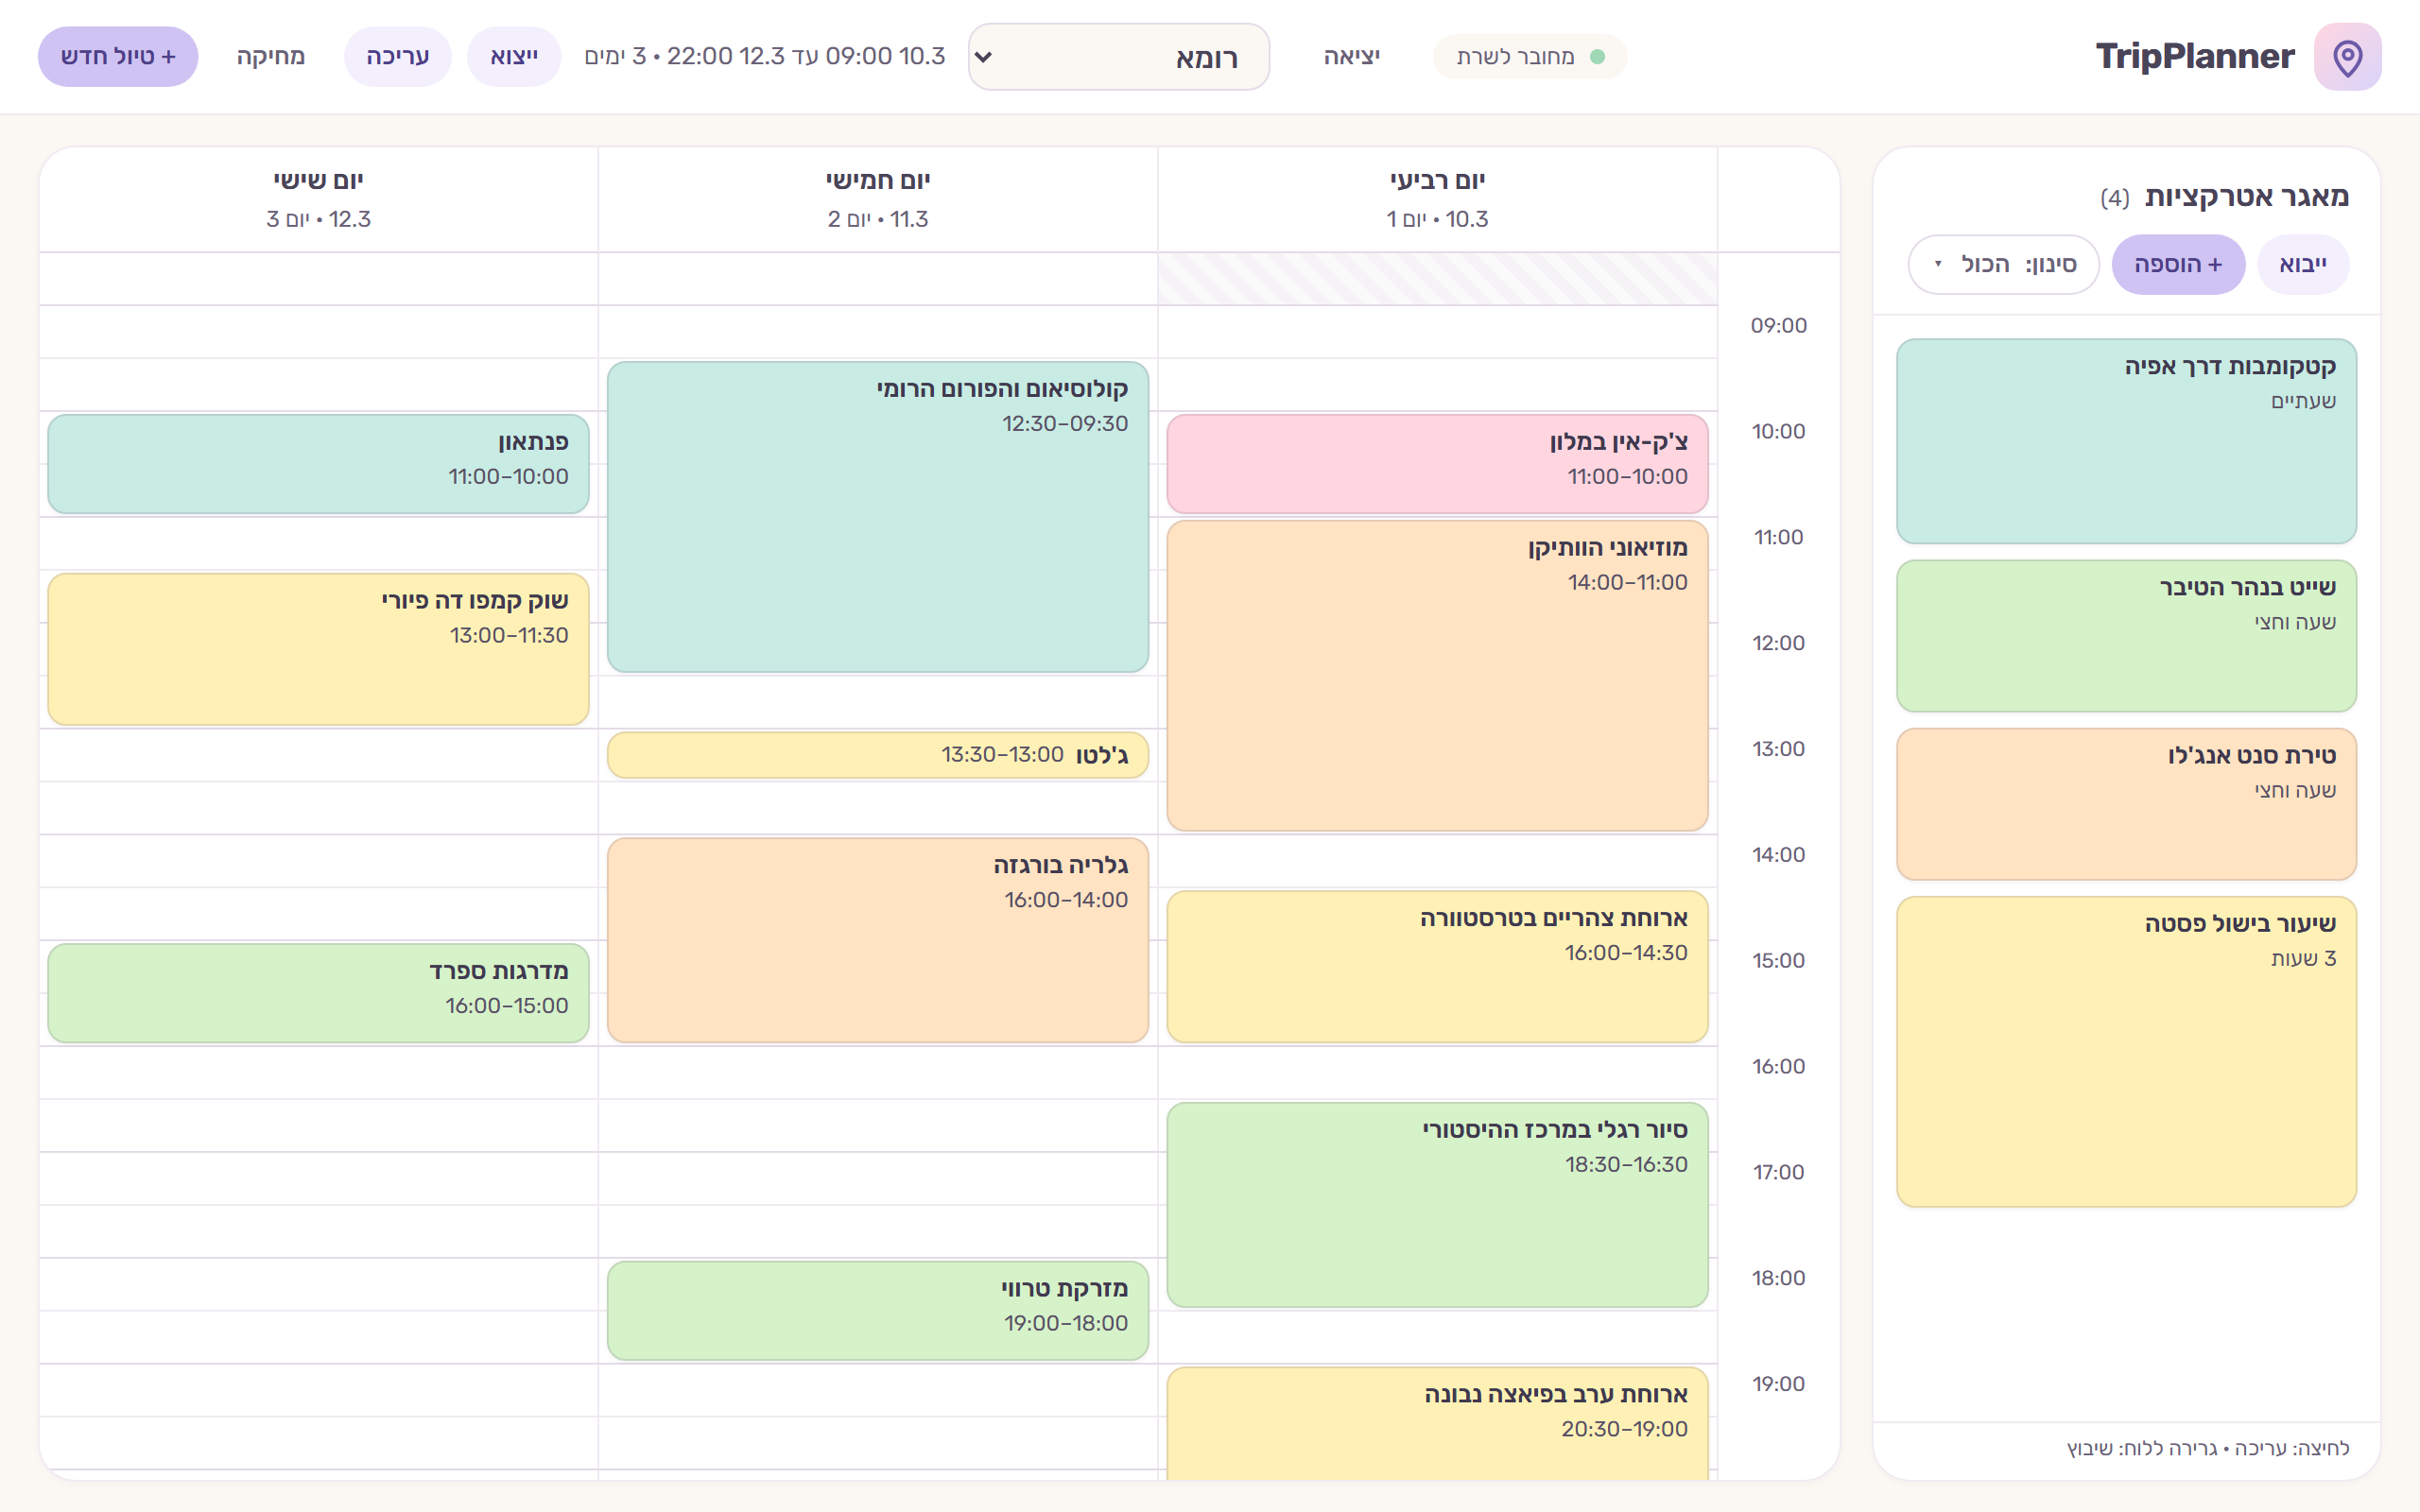 TripPlanner
מחובר לשרת
יציאה
רומא
10.3 09:00 עד 12.3 22:00 • 3 ימים
ייצוא
עריכה
מחיקה
+ טיול חדש
מאגר אטרקציות (4)
ייבוא
+ הוספה
סינון: הכול
קטקומבות דרך אפיה
שעתיים
שייט בנהר הטיבר
שעה וחצי
טירת סנט אנג'לו
שעה וחצי
שיעור בישול פסטה
3 שעות
לחיצה: עריכה • גרירה ללוח: שיבוץ
09:00
10:00
11:00
12:00
13:00
14:00
15:00
16:00
17:00
18:00
19:00
יום רביעי
10.3 • יום 1
צ'ק-אין במלון
10:00–11:00
מוזיאוני הוותיקן
11:00–14:00
ארוחת צהריים בטרסטוורה
14:30–16:00
סיור רגלי במרכז ההיסטורי
16:30–18:30
ארוחת ערב בפיאצה נבונה
19:00–20:30
יום חמישי
11.3 • יום 2
קולוסיאום והפורום הרומי
09:30–12:30
ג'לטו 13:00–13:30
גלריה בורגזה
14:00–16:00
מזרקת טרווי
18:00–19:00
יום שישי
12.3 • יום 3
פנתאון
10:00–11:00
שוק קמפו דה פיורי
11:30–13:00
מדרגות ספרד
15:00–16:00